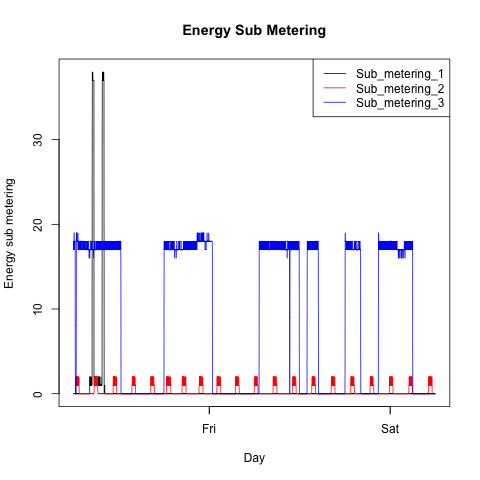 Energy Sub Metering
Sub_metering_1
Sub_metering_2
Sub_metering_3
Energy sub metering
30
20
10
0
Fri
Sat
Day